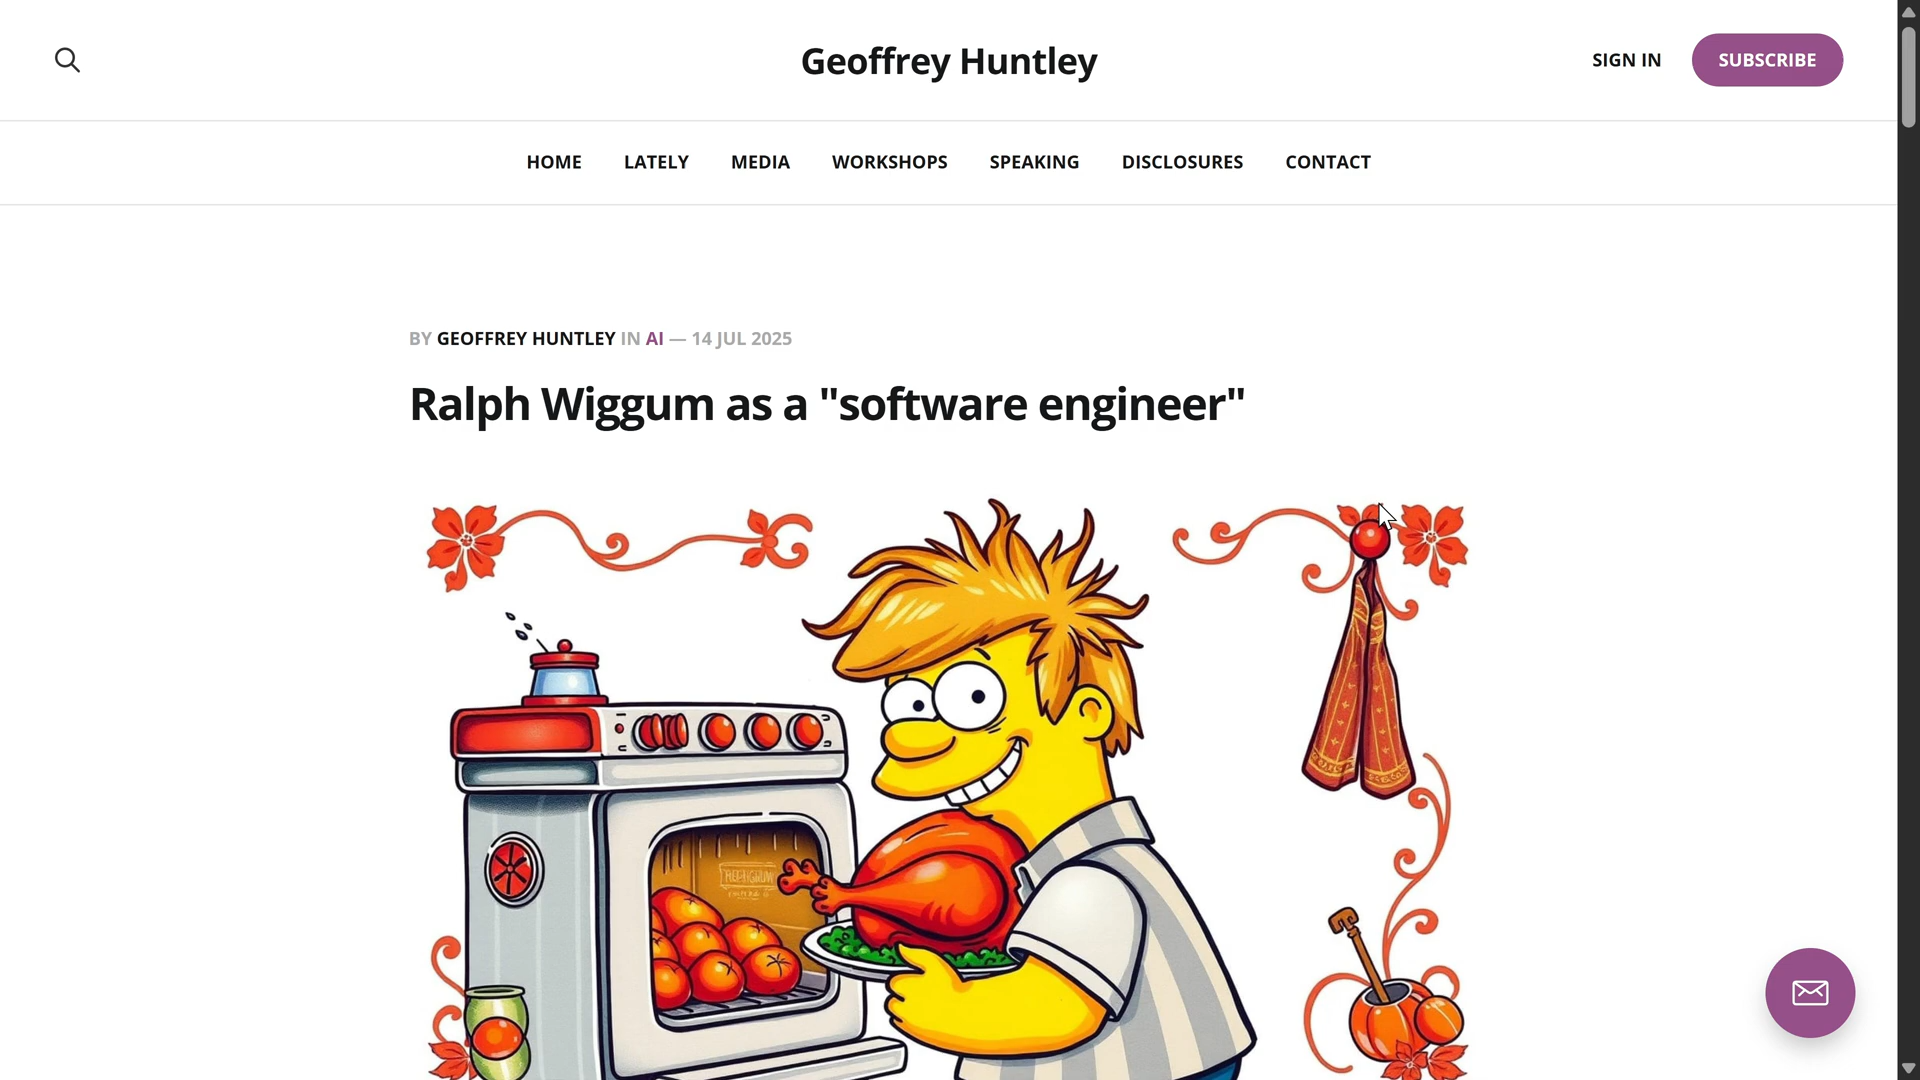 Geoffrey Huntley
SIGN IN
SUBSCRIBE
HOME LATELY MEDIA WORKSHOPS SPEAKING DISCLOSURES CONTACT
BY GEOFFREY HUNTLEY IN AI — 14 JUL 2025
Ralph Wiggum as a "software engineer"